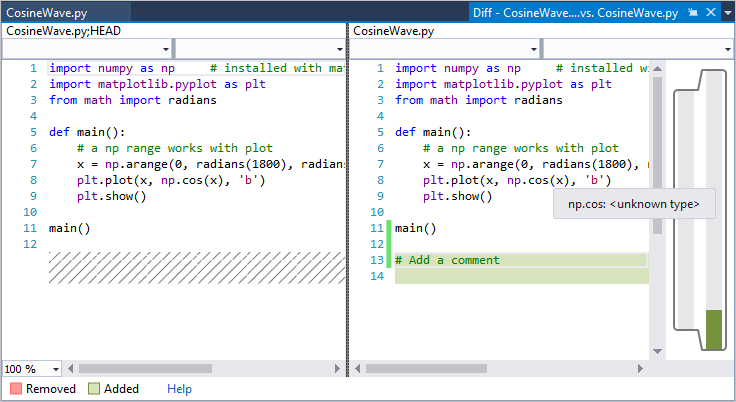 CosineWave.py
Diff - CosineWave....vs. CosineWave.py
CosineWave.py;HEAD
1 import numpy as np # installed with mat
2 import matplotlib.pyplot as plt
3 from math import radians
4
5 def main():
6 # a np range works with plot
7 x = np.arange(0, radians(1800), radians
8 plt.plot(x, np.cos(x), 'b')
9 plt.show()
10
11 main()
12
CosineWave.py
1 import numpy as np # installed wi
2 import matplotlib.pyplot as plt
3 from math import radians
4
5 def main():
6 # a np range works with plot
7 x = np.arange(0, radians(1800),
8 plt.plot(x, np.cos(x), 'b')
9 plt.show()
10
11 main()
12
13 # Add a comment
14
np.cos: <unknown type>
100 %
Removed Added Help